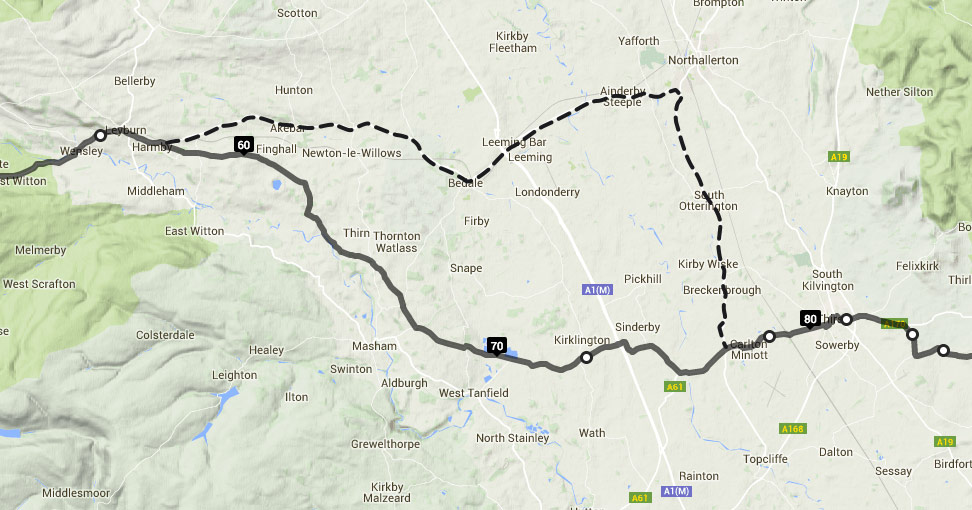 Scotton
Brompton
Kirkby
Fleetham
Yafforth
Northallerton
Bellerby
Hunton
Ainderby
Steeple
Nether Silton
Leyburn
Akebar
Leeming Bar
Wensley
Harmby
60
Finghall
Newton-le-Willows
Leeming
A19
st Witton
Middleham
Bedale
Londonderry
South
Otterington
Knayton
East Witton
Firby
Thirn
Thornton
Watlass
Melmerby
Snape
Kirby Wiske
Felixkirk
West Scrafton
Pickhill
South
Kilvington
A1(M)
Breckenbrough
80
Sinderby
Colsterdale
Kirklington
Carlton
Miniott
Sowerby
Healey
Masham
70
Swinton
Leighton
Aldburgh
A61
Ilton
West Tanfield
A168
Grewelthorpe
North Stainley
Wath
A19
Dalton
Topcliffe
Sessay
Birdfor
Rainton
Middlesmoor
Kirkby
Malzeard
A61
A1(M)